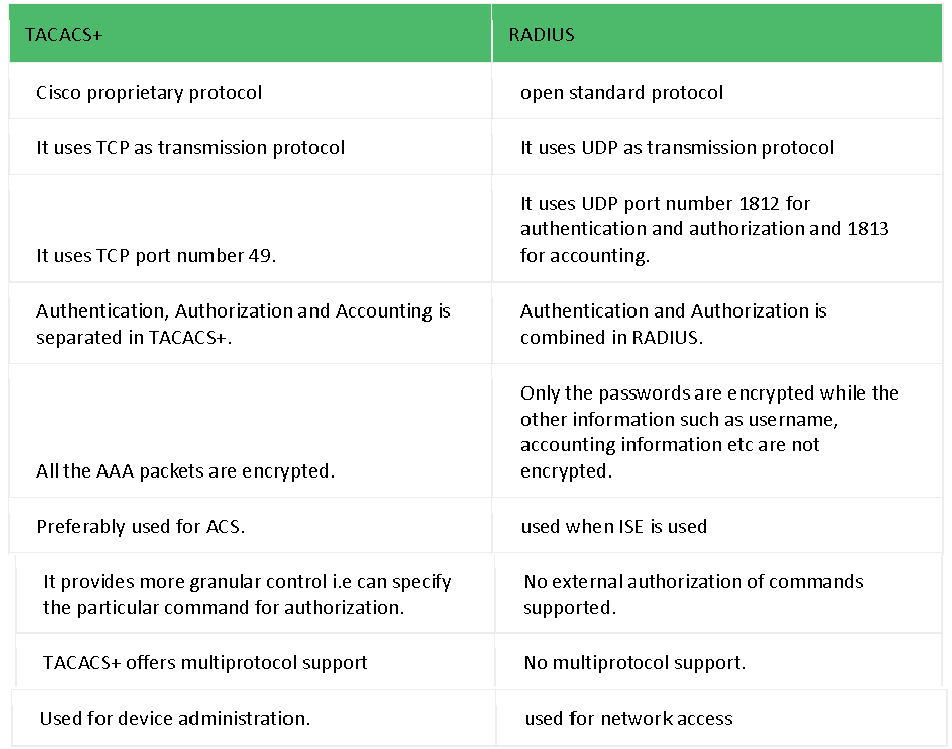 TACACS+
RADIUS
Cisco proprietary protocol
open standard protocol
It uses TCP as transmission protocol
It uses UDP as transmission protocol
It uses TCP port number 49.
It uses UDP port number 1812 for
authentication and authorization and 1813
for accounting.
Authentication, Authorization and Accounting is
separated in TACACS+.
Authentication and Authorization is
combined in RADIUS.
All the AAA packets are encrypted.
Only the passwords are encrypted while the
other information such as username,
accounting information etc are not
encrypted.
Preferably used for ACS.
used when ISE is used
It provides more granular control i.e can specify
the particular command for authorization.
No external authorization of commands
supported.
TACACS+ offers multiprotocol support
No multiprotocol support.
Used for device administration.
used for network access